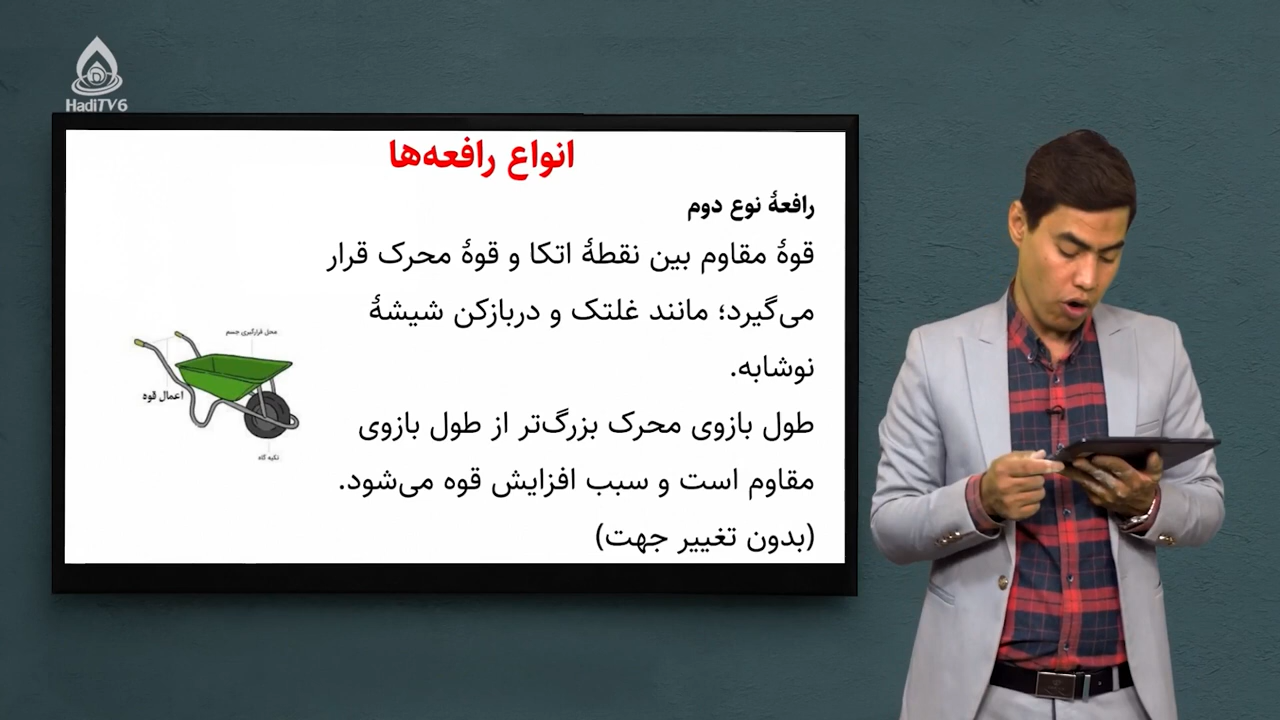 HadiTV6
انواع رافعه‌ها
رافعهٔ نوع دوم
قوهٔ مقاوم بین نقطهٔ اتکا و قوهٔ محرک قرار
می‌گیرد؛ مانند غلتک و دربازکن شیشهٔ
نوشابه.
طول بازوی محرک بزرگ‌تر از طول بازوی
مقاوم است و سبب افزایش قوه می‌شود.
(بدون تغییر جهت)
محل قرارگیری جسم
اعمال قوه
تکیه گاه